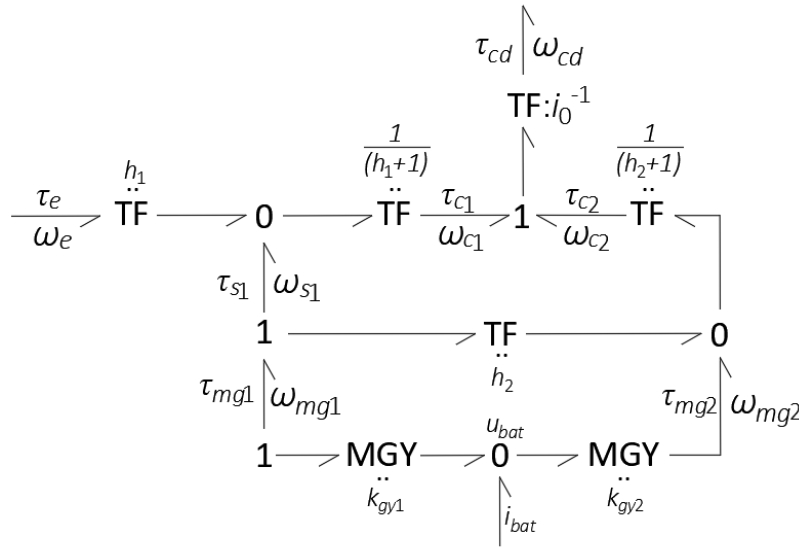 τcd ωcd
TF:i0^-1
1/(h1+1) 1/(h2+1)
h1
τe TF 0 TF τc1 1 τc2 TF
ωe ωc1 ωc2
τs1 ωs1
1 TF 0
h2
τmg1 ωmg1 τmg2 ωmg2
ubat
1 MGY 0 MGY
kgy1 kgy2
ibat